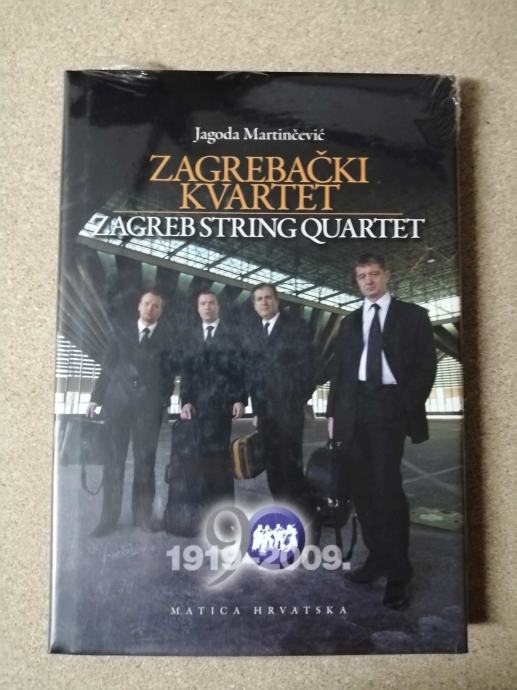 Jagoda Martinčević
ZAGREBAČKI
KVARTET
ZAGREB STRING QUARTET
90
1919-2009.
MATICA HRVATSKA